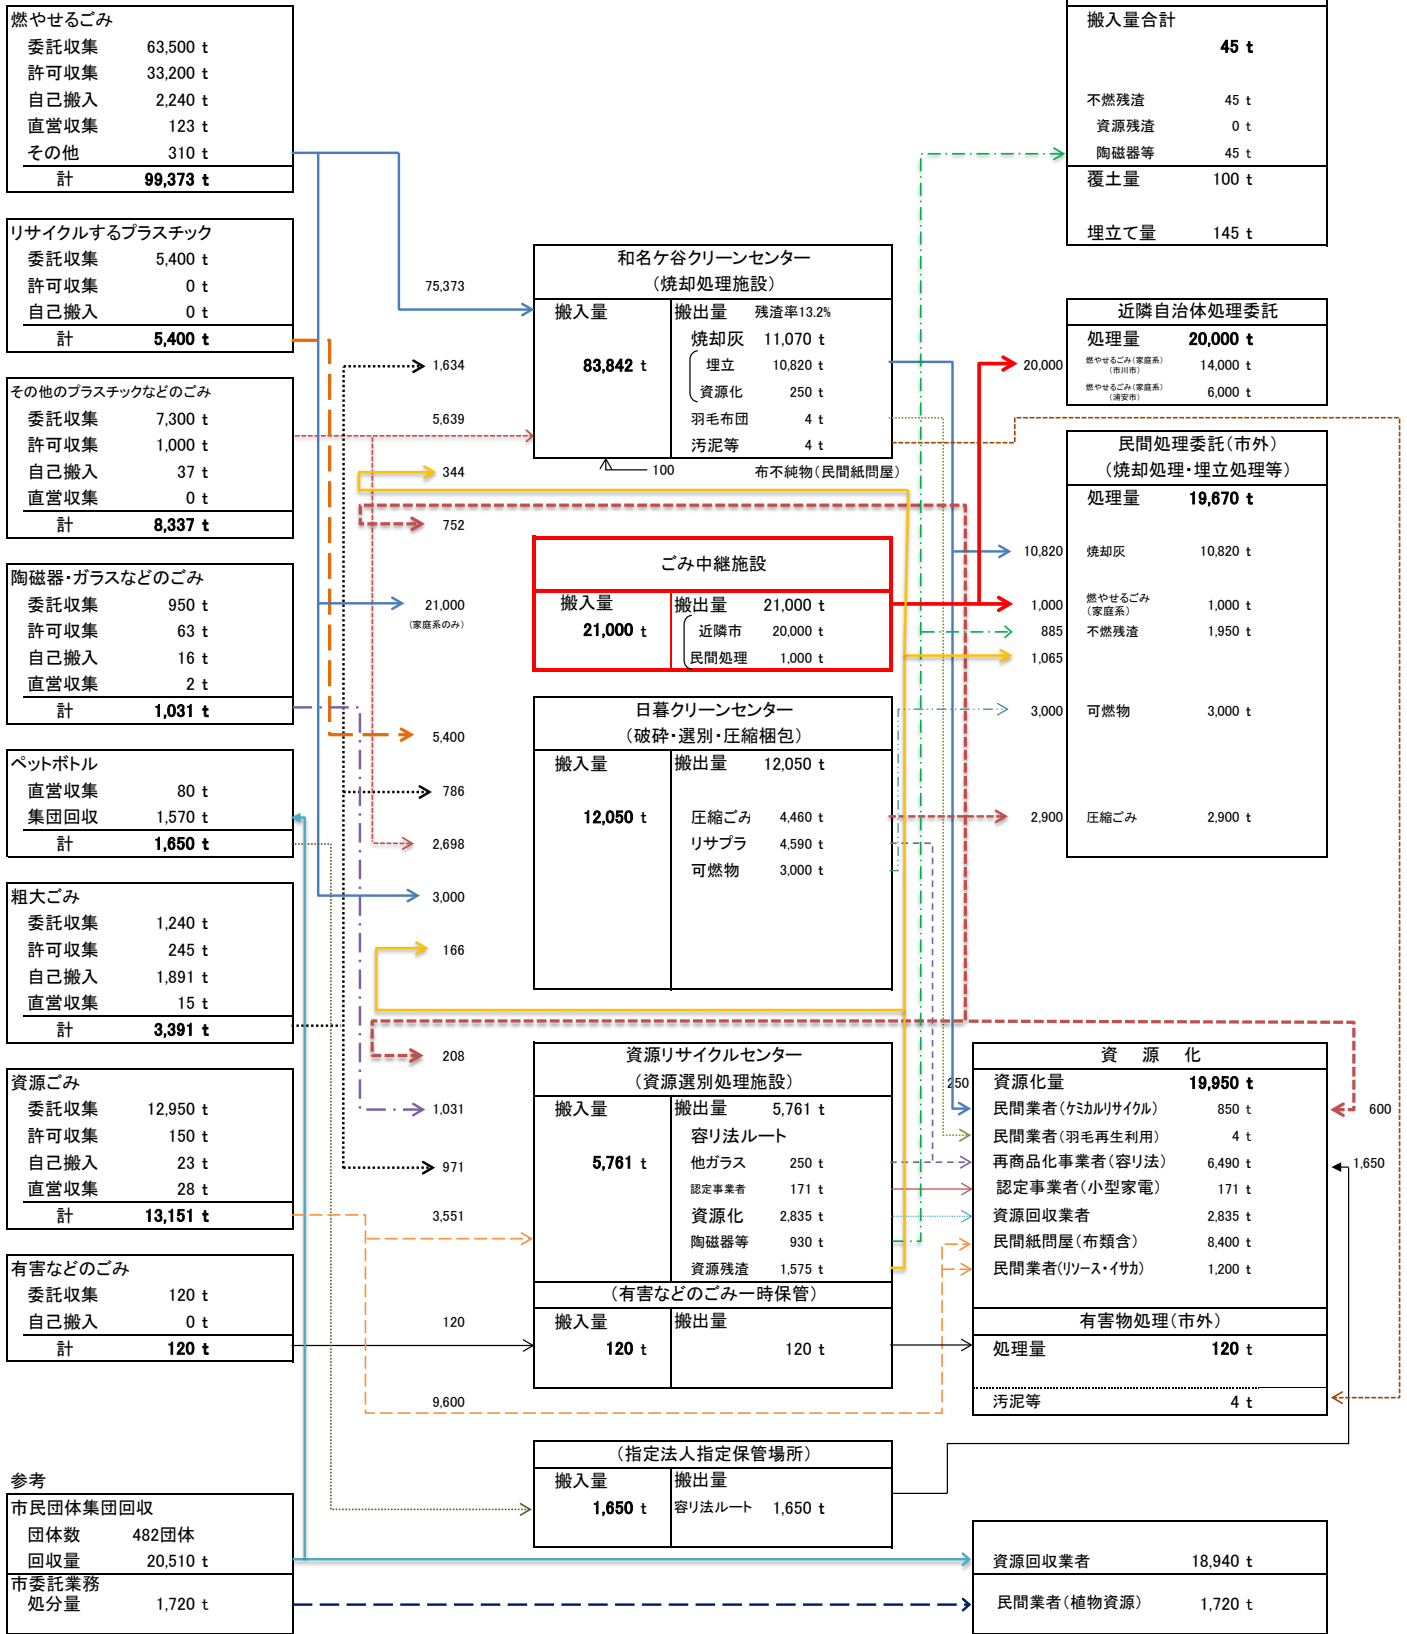 燃やせるごみ
委託収集 63,500 t
許可収集 33,200 t
自己搬入 2,240 t
直営収集 123 t
その他 310 t
計 99,373 t
リサイクルするプラスチック
委託収集 5,400 t
許可収集 0 t
自己搬入 0 t
計 5,400 t
その他のプラスチックなどのごみ
委託収集 7,300 t
許可収集 1,000 t
自己搬入 37 t
直営収集 0 t
計 8,337 t
陶磁器・ガラスなどのごみ
委託収集 950 t
許可収集 63 t
自己搬入 16 t
直営収集 2 t
計 1,031 t
ペットボトル
直営収集 80 t
集団回収 1,570 t
計 1,650 t
粗大ごみ
委託収集 1,240 t
許可収集 245 t
自己搬入 1,891 t
直営収集 15 t
計 3,391 t
資源ごみ
委託収集 12,950 t
許可収集 150 t
自己搬入 23 t
直営収集 28 t
計 13,151 t
有害などのごみ
委託収集 120 t
自己搬入 0 t
計 120 t
参考
市民団体集団回収
団体数 482団体
回収量 20,510 t
市委託業務
処分量 1,720 t
75,373
1,634
5,639
344
752
21,000
(家庭系のみ)
5,400
786
2,698
3,000
166
208
1,031
971
3,551
120
9,600
和名ケ谷クリーンセンター
(焼却処理施設)
搬入量
83,842 t
搬出量 残渣率13.2%
焼却灰 11,070 t
埋立 10,820 t
資源化 250 t
羽毛布団 4 t
汚泥等 4 t
100
布不純物(民間紙問屋)
ごみ中継施設
搬入量
21,000 t
搬出量 21,000 t
近隣市 20,000 t
民間処理 1,000 t
日暮クリーンセンター
(破砕・選別・圧縮梱包)
搬入量
12,050 t
搬出量 12,050 t
圧縮ごみ 4,460 t
リサプラ 4,590 t
可燃物 3,000 t
資源リサイクルセンター
(資源選別処理施設)
搬入量
5,761 t
搬出量 5,761 t
容リ法ルート
他ガラス 250 t
認定事業者 171 t
資源化 2,835 t
陶磁器等 930 t
資源残渣 1,575 t
(有害などのごみ一時保管)
搬入量
120 t
搬出量
120 t
(指定法人指定保管場所)
搬入量
1,650 t
搬出量
容リ法ルート 1,650 t
搬入量合計
45 t
不燃残渣 45 t
資源残渣 0 t
陶磁器等 45 t
覆土量 100 t
埋立て量 145 t
20,000
近隣自治体処理委託
処理量 20,000 t
燃やせるごみ(家庭系)
(市川市)
14,000 t
燃やせるごみ(家庭系)
(浦安市)
6,000 t
民間処理委託(市外)
(焼却処理・埋立処理等)
処理量 19,670 t
10,820 焼却灰 10,820 t
1,000 燃やせるごみ
(家庭系)
1,000 t
885 不燃残渣 1,950 t
1,065
3,000 可燃物 3,000 t
2,900 圧縮ごみ 2,900 t
資 源 化
250
資源化量 19,950 t
民間業者(ケミカルリサイクル) 850 t
600
民間業者(羽毛再生利用) 4 t
再商品化事業者(容リ法) 6,490 t
1,650
認定事業者(小型家電) 171 t
資源回収業者 2,835 t
民間紙問屋(布類含) 8,400 t
民間業者(リソース・イサカ) 1,200 t
有害物処理(市外)
処理量 120 t
汚泥等 4 t
資源回収業者 18,940 t
民間業者(植物資源) 1,720 t